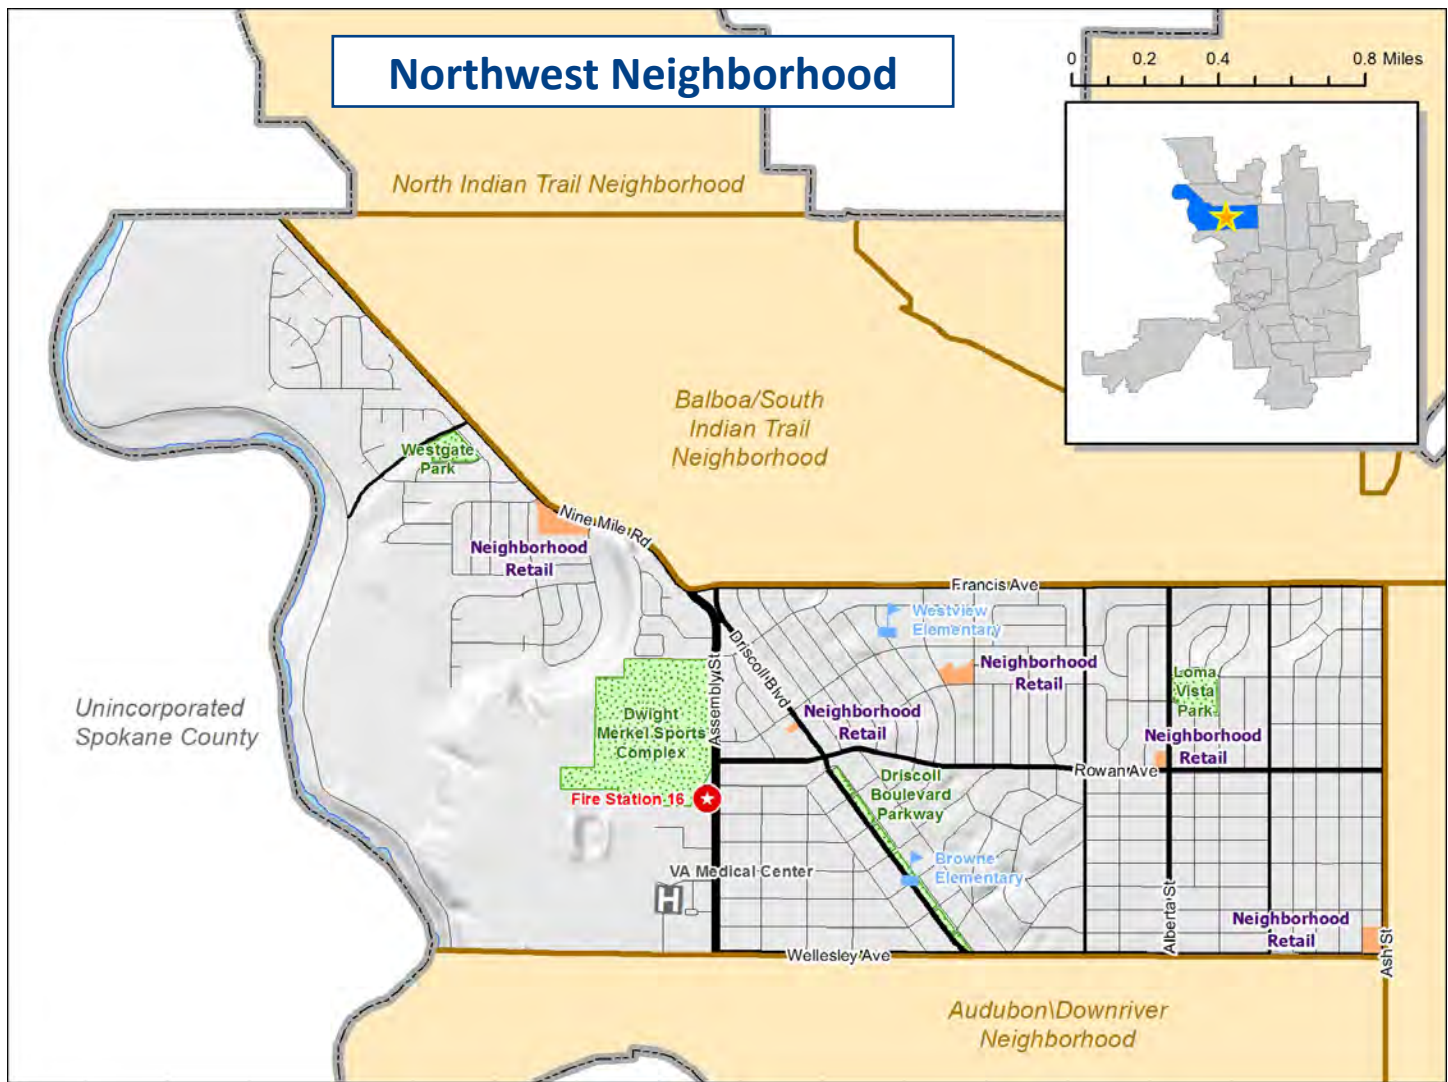 Northwest Neighborhood
0 0.2 0.4 0.8 Miles
North Indian Trail Neighborhood
Balboa/South
Indian Trail
Neighborhood
Westgate
Park
Nine Mile Rd
Neighborhood
Retail
Francis Ave
Westview
Elementary
Driscoll Blvd
Assembly St
Neighborhood
Retail
Loma
Vista
Park
Unincorporated
Spokane County
Dwight
Merkel Sports
Complex
Neighborhood
Retail
Neighborhood
Retail
Rowan Ave
Driscoll
Boulevard
Parkway
Fire Station 16
Browne
Elementary
VA Medical Center
H
Alberta St
Neighborhood
Retail
Ash St
Wellesley Ave
Audubon\Downriver
Neighborhood